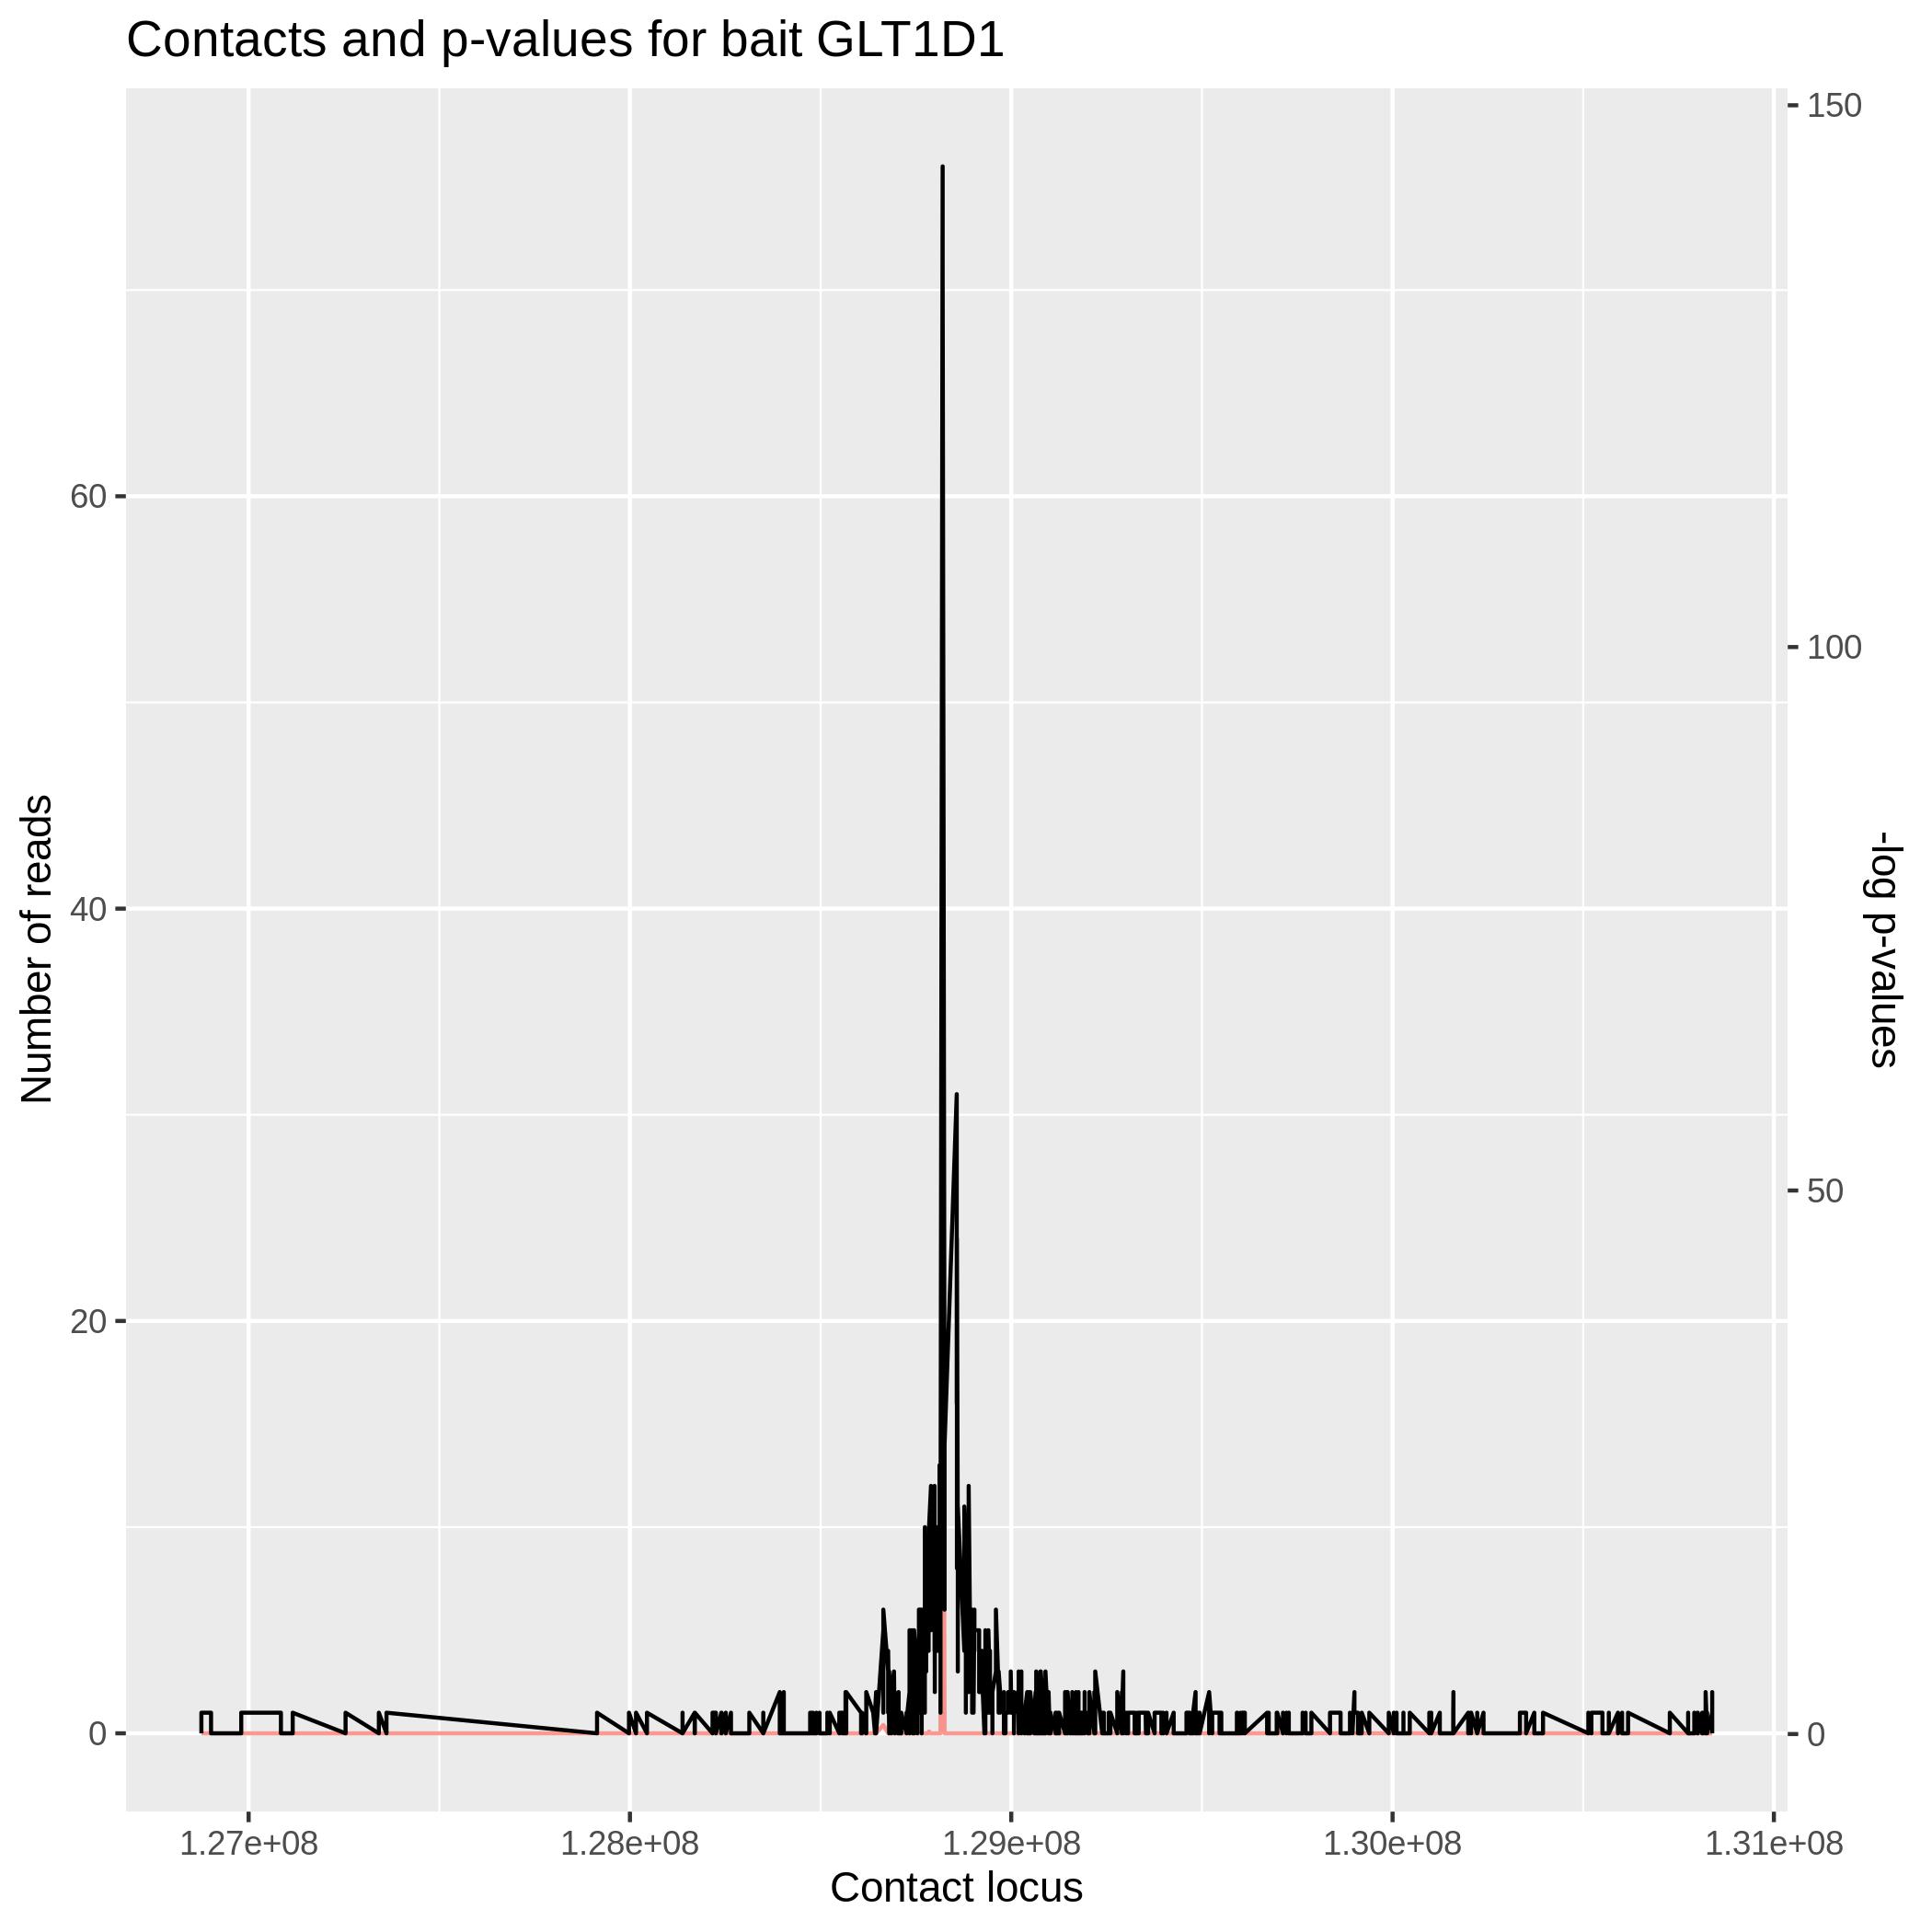 Contacts and p-values for bait GLT1D1
150
60
100
Number of reads
40
-log p-values
50
20
0
0
1.27e+08 1.28e+08 1.29e+08 1.30e+08 1.31e+08
Contact locus